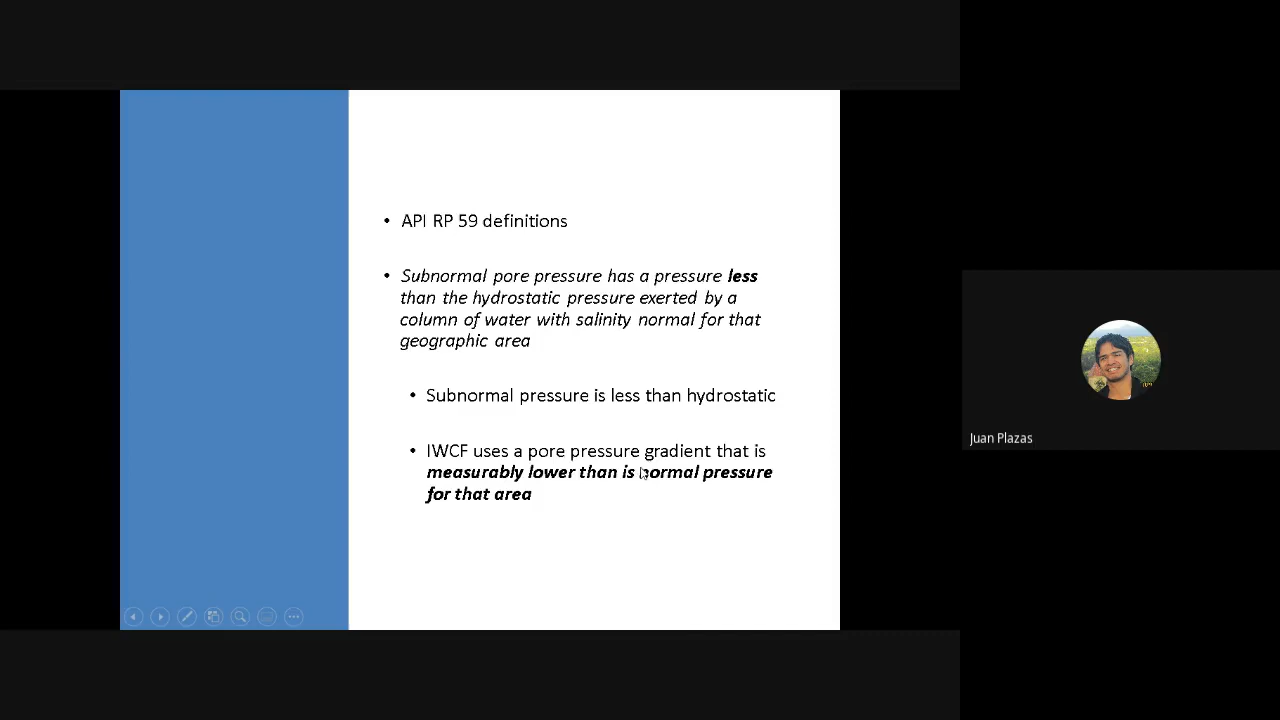 • API RP 59 definitions
• Subnormal pore pressure has a pressure less
than the hydrostatic pressure exerted by a
column of water with salinity normal for that
geographic area
• Subnormal pressure is less than hydrostatic
• IWCF uses a pore pressure gradient that is
measurably lower than is normal pressure
for that area
Juan Plazas